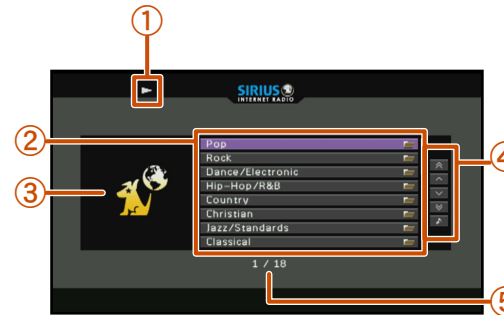 1
SIRIUS
INTERNET RADIO
2
Pop
Rock
Dance/Electronic
Hip-Hop/R&B
Country
Christian
Jazz/Standards
Classical
4
3
1 / 18
5